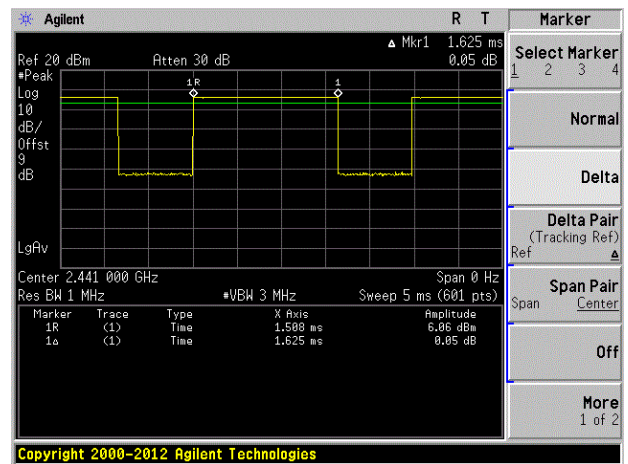 Agilent R T
Δ Mkr1 1.625 ms
Ref 20 dBm Atten 30 dB 0.05 dB
#Peak
Log
10
dB/
Offst
9
dB
1R 1
LgAv
Center 2.441 000 GHz Span 0 Hz
Res BW 1 MHz #VBW 3 MHz Sweep 5 ms (601 pts)
Marker Trace Type X Axis Amplitude
1R (1) Time 1.508 ms 6.06 dBm
1Δ (1) Time 1.625 ms 0.05 dB
Marker
Select Marker
1 2 3 4
Normal
Delta
Delta Pair
(Tracking Ref)
Ref Δ
Span Pair
Span Center
Off
More
1 of 2
Copyright 2000-2012 Agilent Technologies